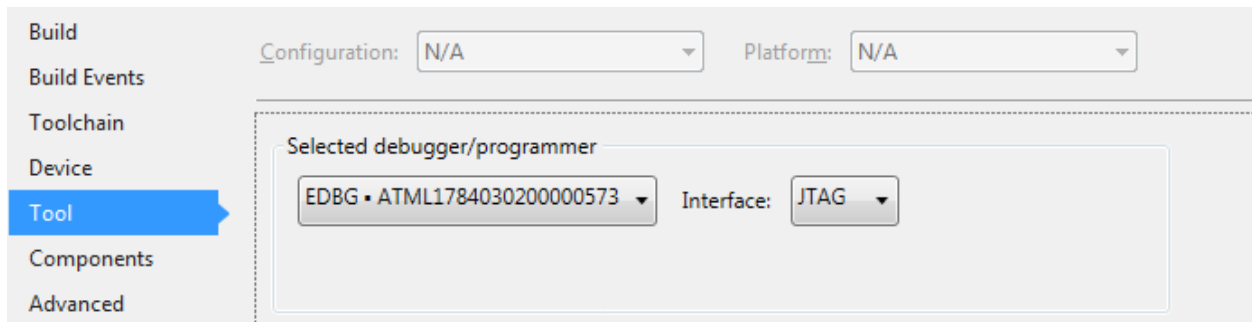 Build
Build Events
Toolchain
Device
Tool
Components
Advanced
Configuration: N/A Platform: N/A
Selected debugger/programmer
EDBG ▪ ATML1784030200000573 Interface: JTAG